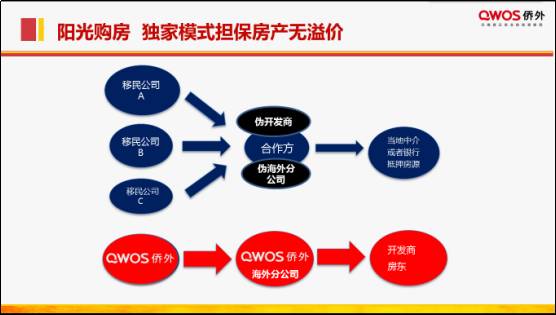 阳光购房 独家模式担保房产无溢价
QWOS 侨外
移民公司
A
移民公司
B
移民公司
C
伪开发商
合作方
伪海外分
公司
当地中介
或者银行
抵押房源
QWOS 侨外
QWOS 侨外
海外分公司
开发商
房东